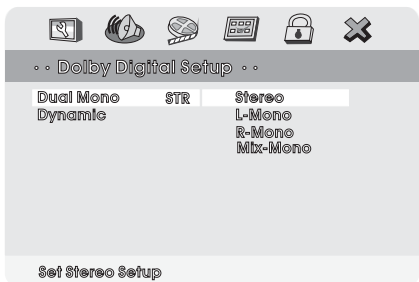 •• Dolby Digital Setup ••
Dual Mono STR Stereo
Dynamic L-Mono
R-Mono
Mix-Mono
Set Stereo Setup